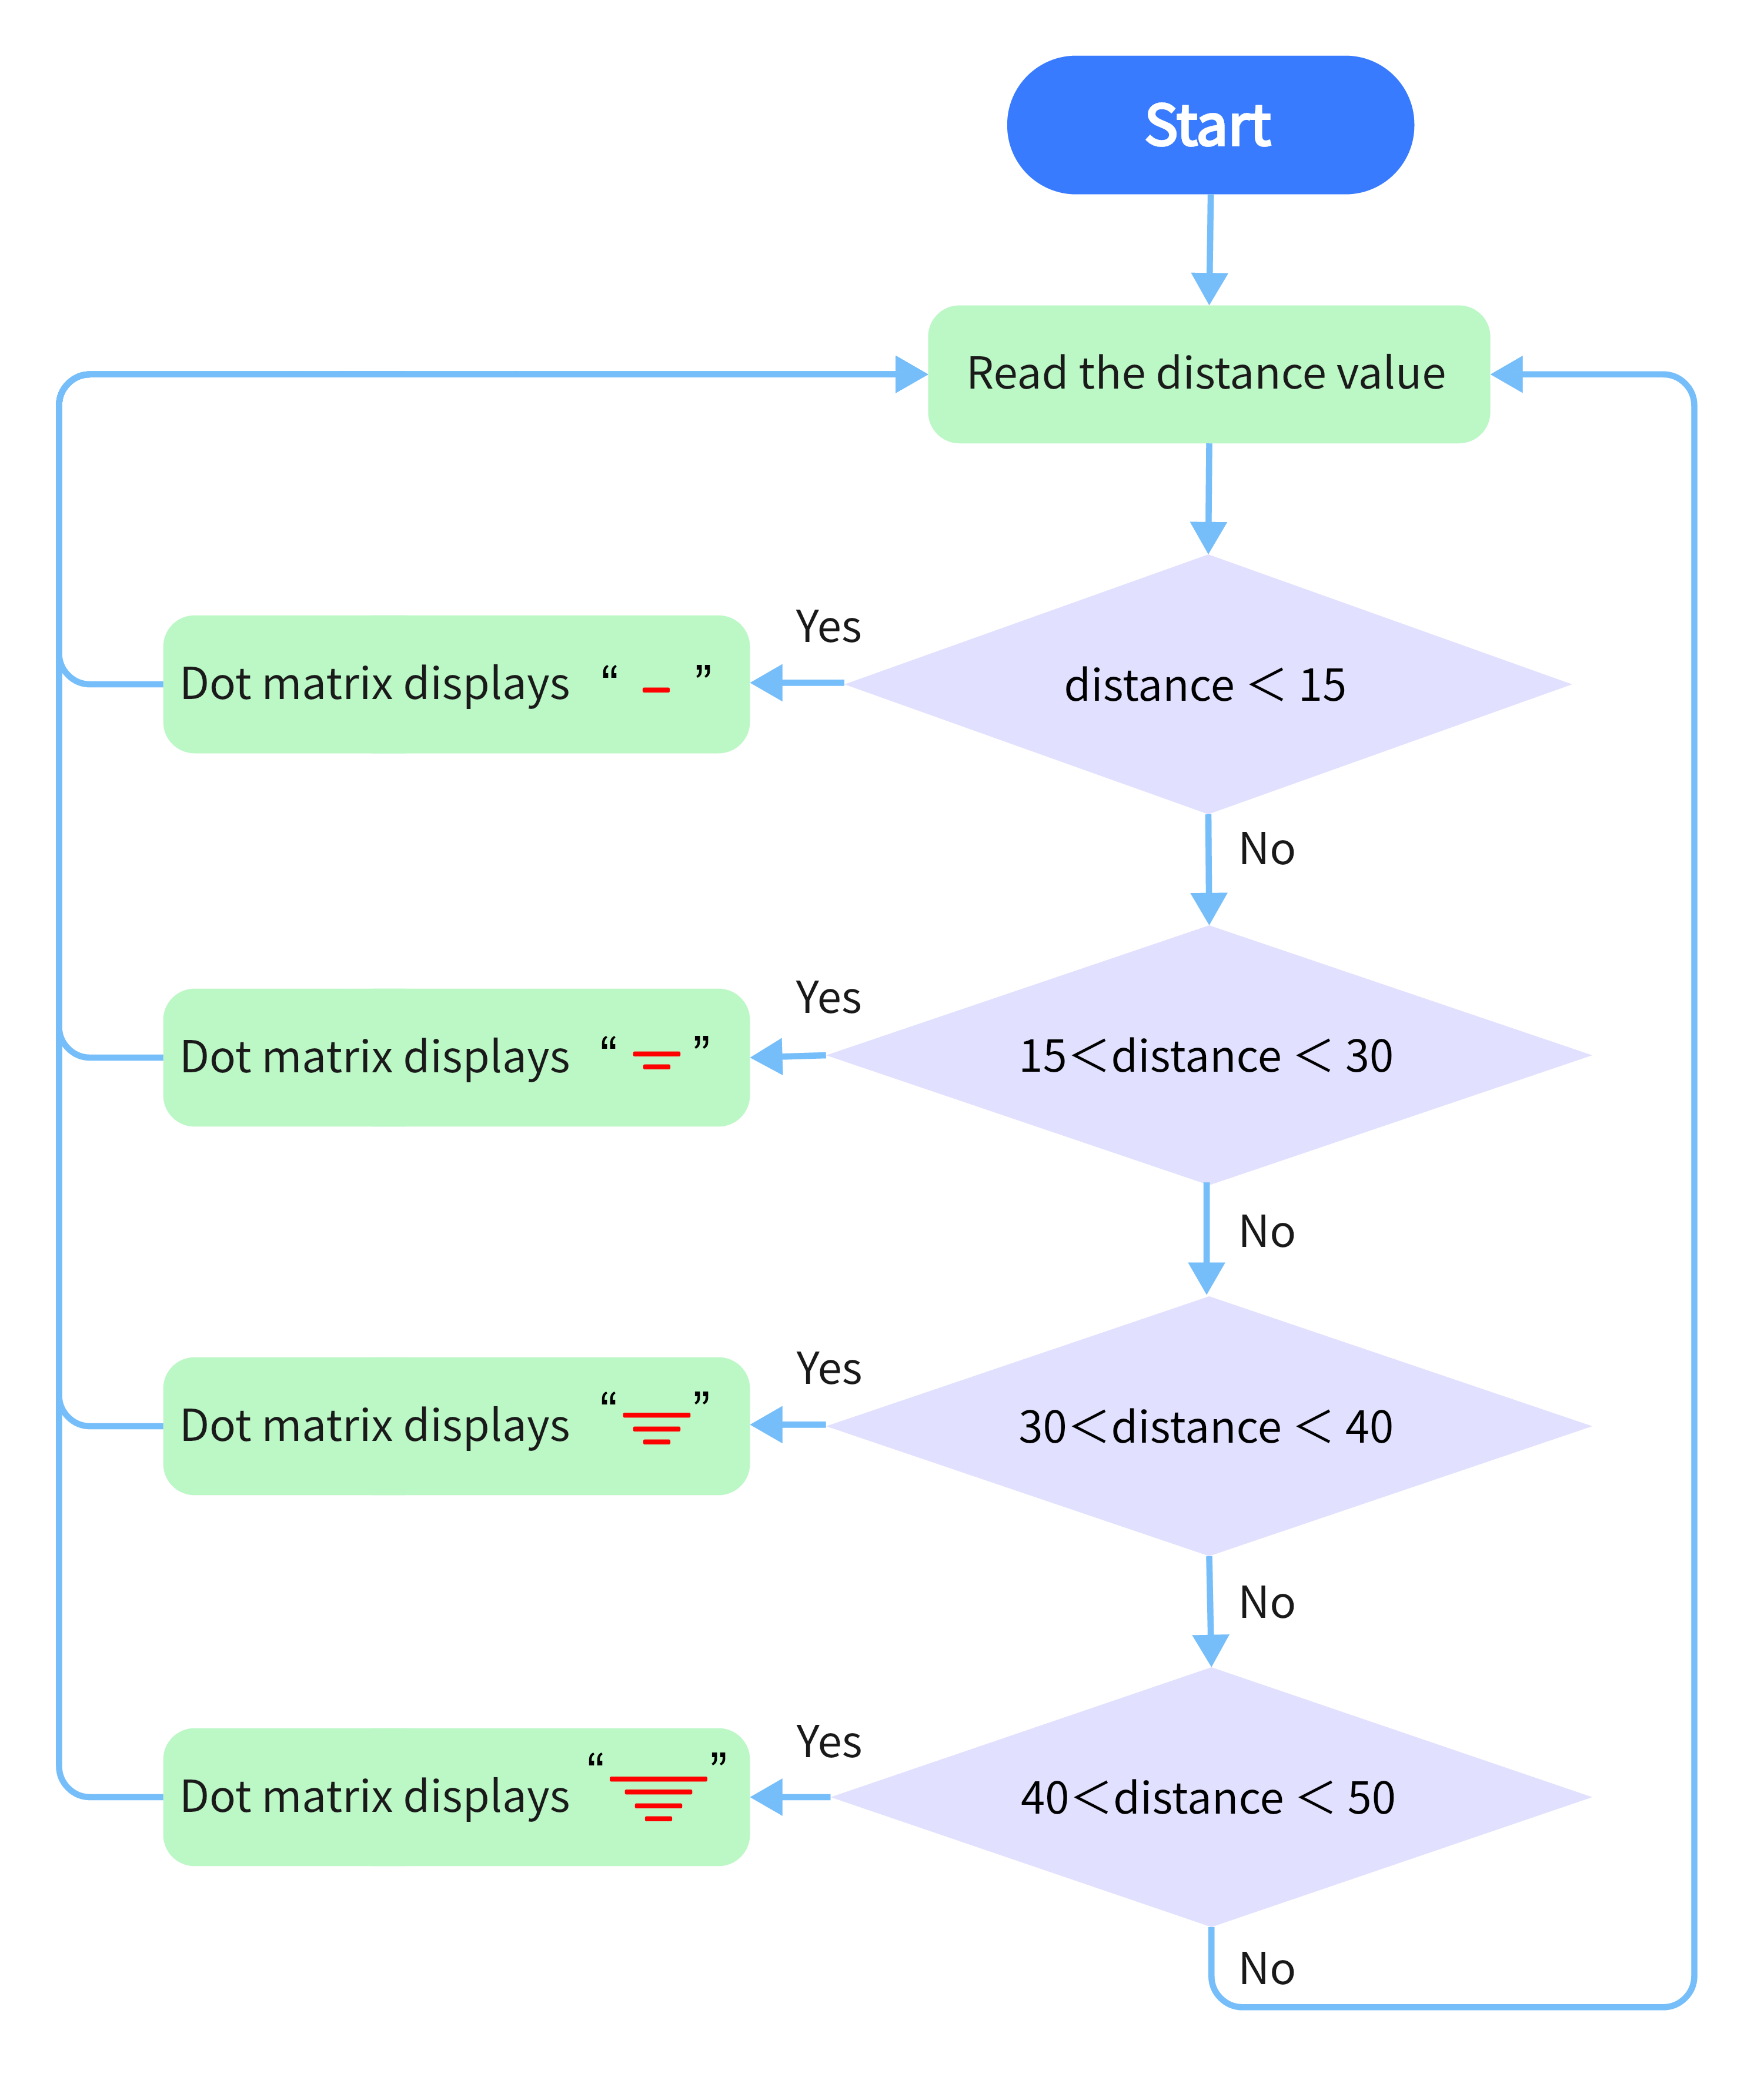 Start
Read the distance value
Yes
Dot matrix displays “ ”
distance < 15
No
Yes
Dot matrix displays “ ”
15<distance < 30
No
Yes
Dot matrix displays “ ”
30<distance < 40
No
Yes
Dot matrix displays “ ”
40<distance < 50
No